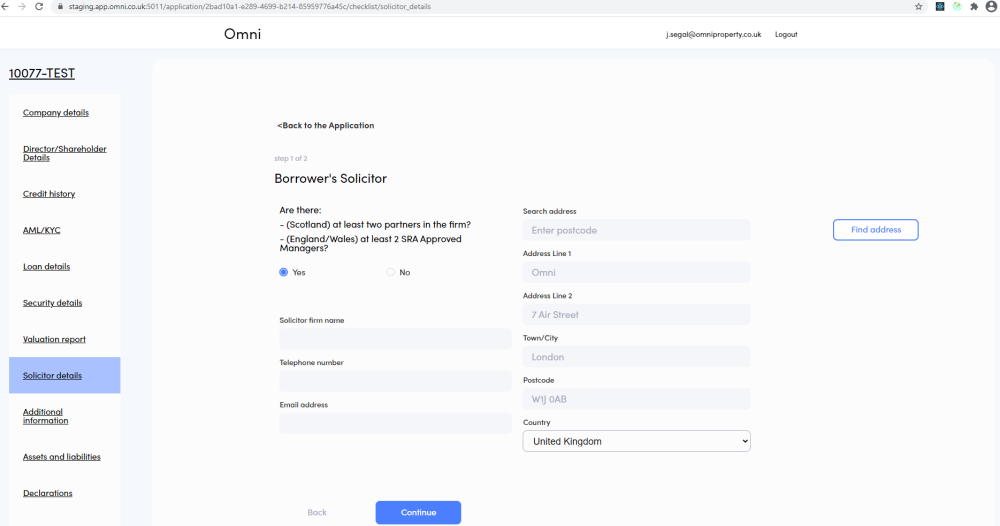 staging.app.omni.co.uk:5011/application/2bad10a1-e289-4699-b214-85959776a45c/checklist/solicitor_details
Omni
j.segal@omniproperty.co.uk Logout
10077-TEST
Company details
Director/Shareholder
Details
Credit history
AML/KYC
Loan details
Security details
Valuation report
Solicitor details
Additional
information
Assets and liabilities
Declarations
<Back to the Application
step 1 of 2
Borrower's Solicitor
Are there:
- (Scotland) at least two partners in the firm?
- (England/Wales) at least 2 SRA Approved
Managers?
Yes No
Solicitor firm name
Telephone number
Email address
Search address
Enter postcode
Find address
Address Line 1
Omni
Address Line 2
7 Air Street
Town/City
London
Postcode
W1J 0AB
Country
United Kingdom
Back Continue